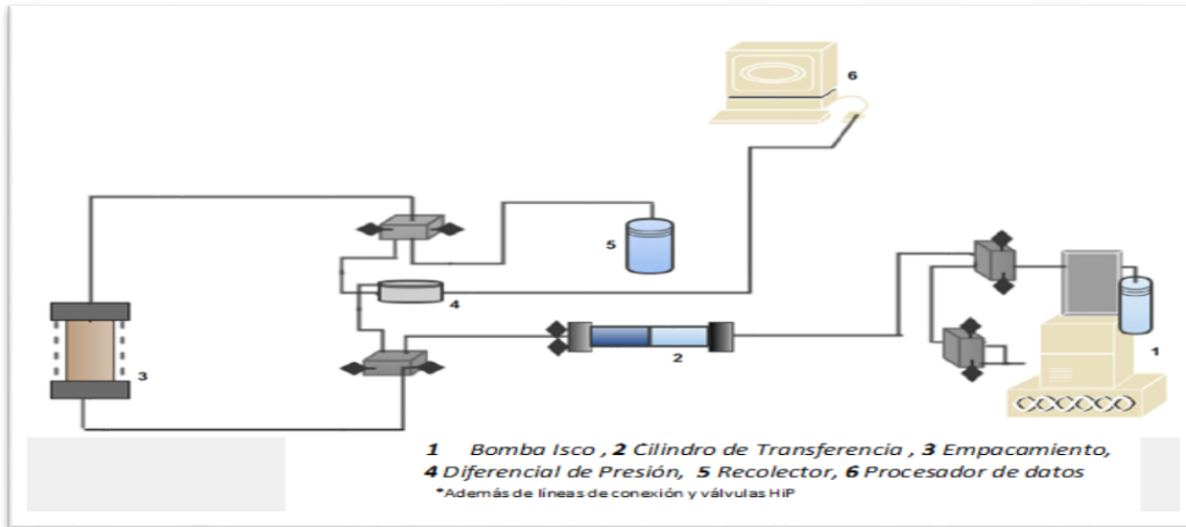 6
5
4
3
2
1
1 Bomba Isco , 2 Cilindro de Transferencia , 3 Empacamiento,
4 Diferencial de Presión, 5 Recolector, 6 Procesador de datos
*Además de líneas de conexión y válvulas HiP